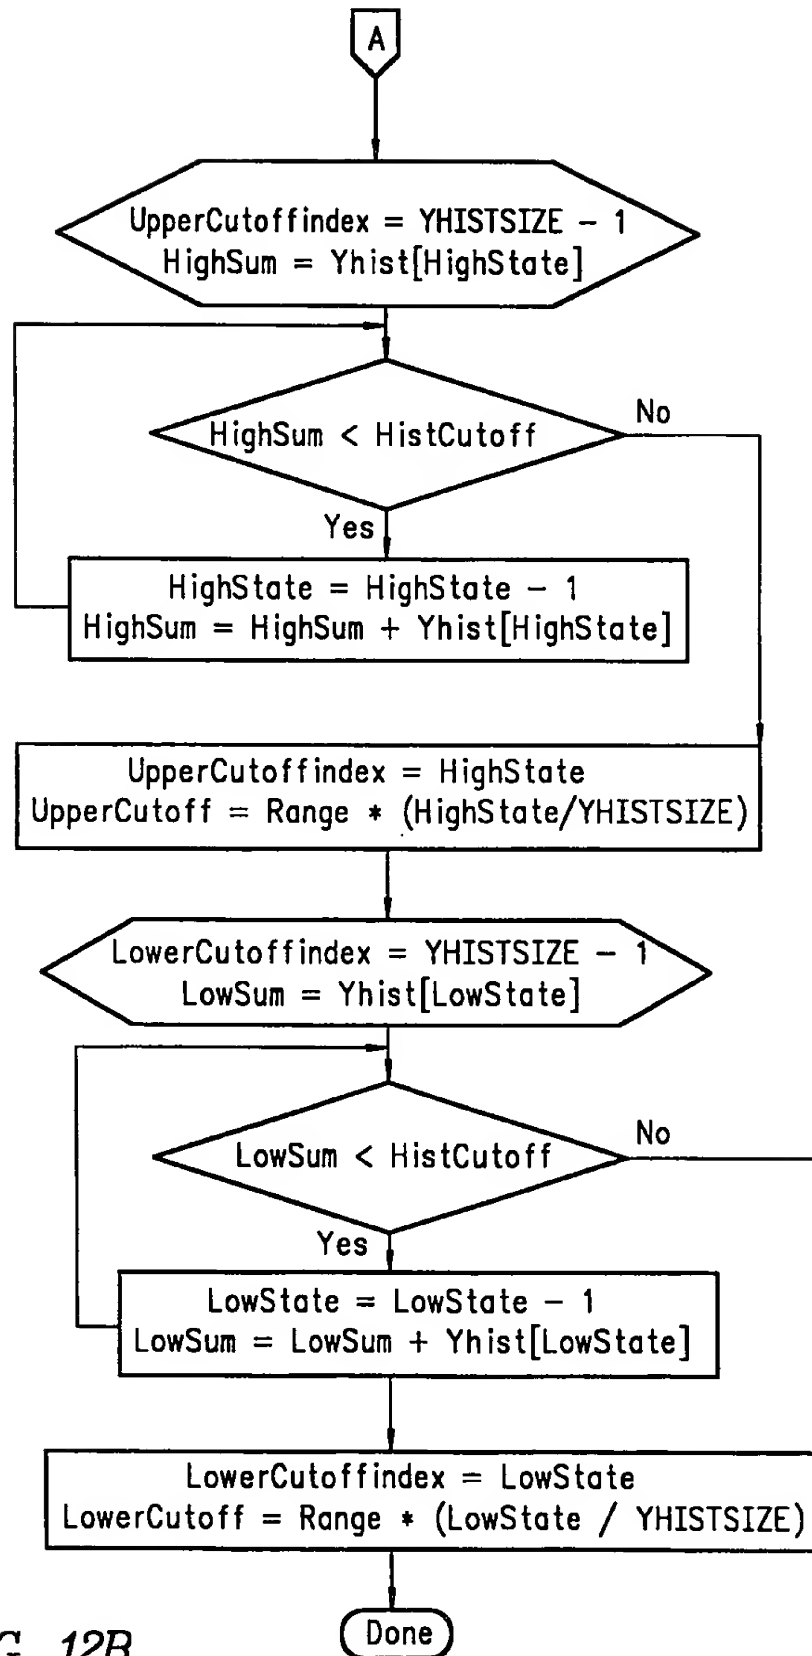 A
UpperCutoffindex = YHISTSIZE - 1
HighSum = Yhist[HighState]
HighSum < HistCutoff
No
Yes
HighState = HighState - 1
HighSum = HighSum + Yhist[HighState]
UpperCutoffindex = HighState
UpperCutoff = Range * (HighState/YHISTSIZE)
LowerCutoffindex = YHISTSIZE - 1
LowSum = Yhist[LowState]
LowSum < HistCutoff
No
Yes
LowState = LowState - 1
LowSum = LowSum + Yhist[LowState]
LowerCutoffindex = LowState
LowerCutoff = Range * (LowState / YHISTSIZE)
Done
G. 12B